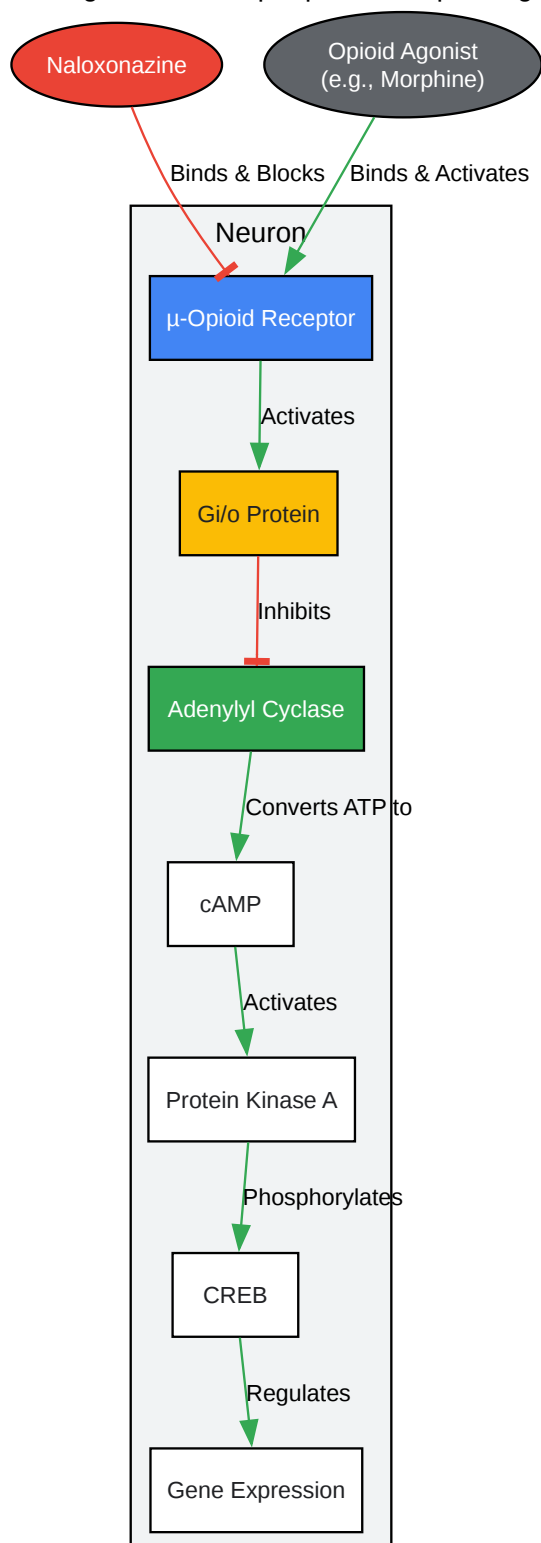 Naloxonazine
Opioid Agonist
(e.g., Morphine)
Binds & Blocks
Binds & Activates
Neuron
µ-Opioid Receptor
Activates
Gi/o Protein
Inhibits
Adenylyl Cyclase
Converts ATP to
cAMP
Activates
Protein Kinase A
Phosphorylates
CREB
Regulates
Gene Expression